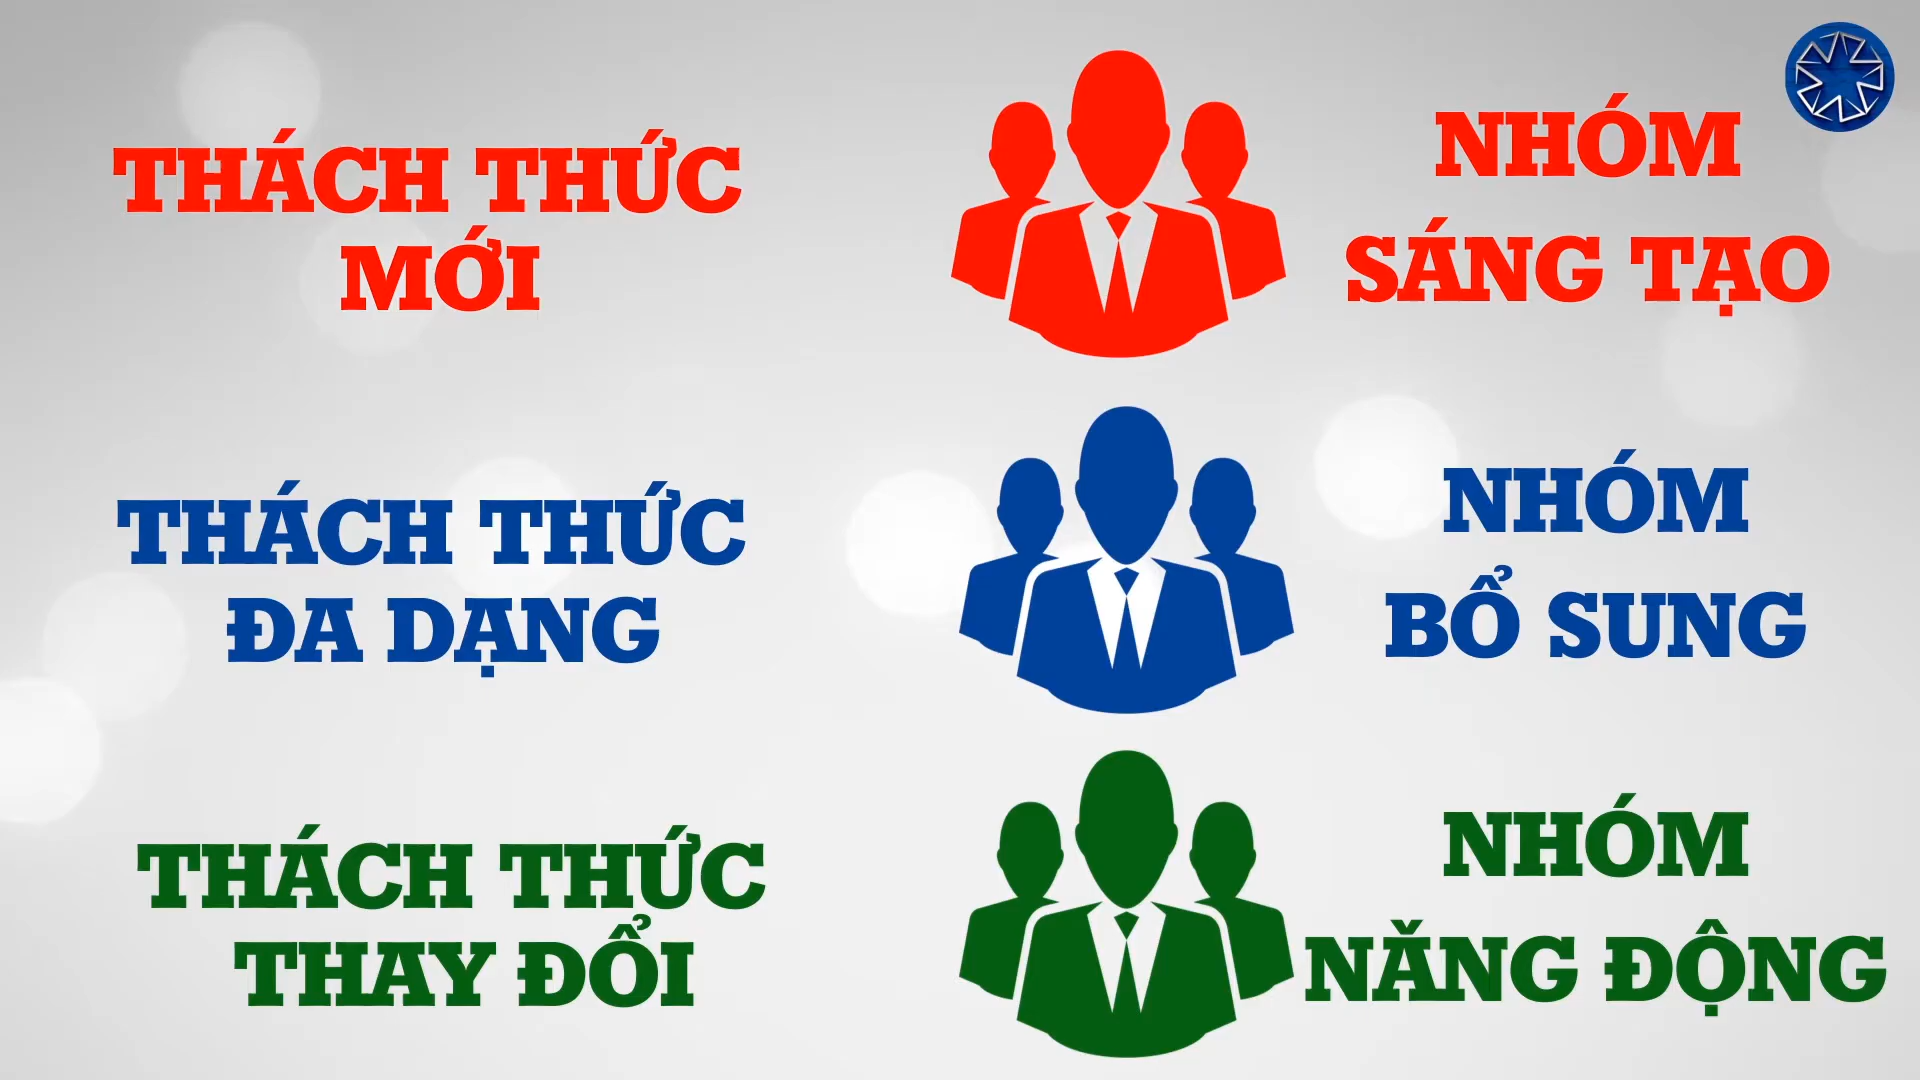 THÁCH THỨC
MỚI
NHÓM
SÁNG TẠO
THÁCH THỨC
ĐA DẠNG
NHÓM
BỔ SUNG
THÁCH THỨC
THAY ĐỔI
NHÓM
NĂNG ĐỘNG